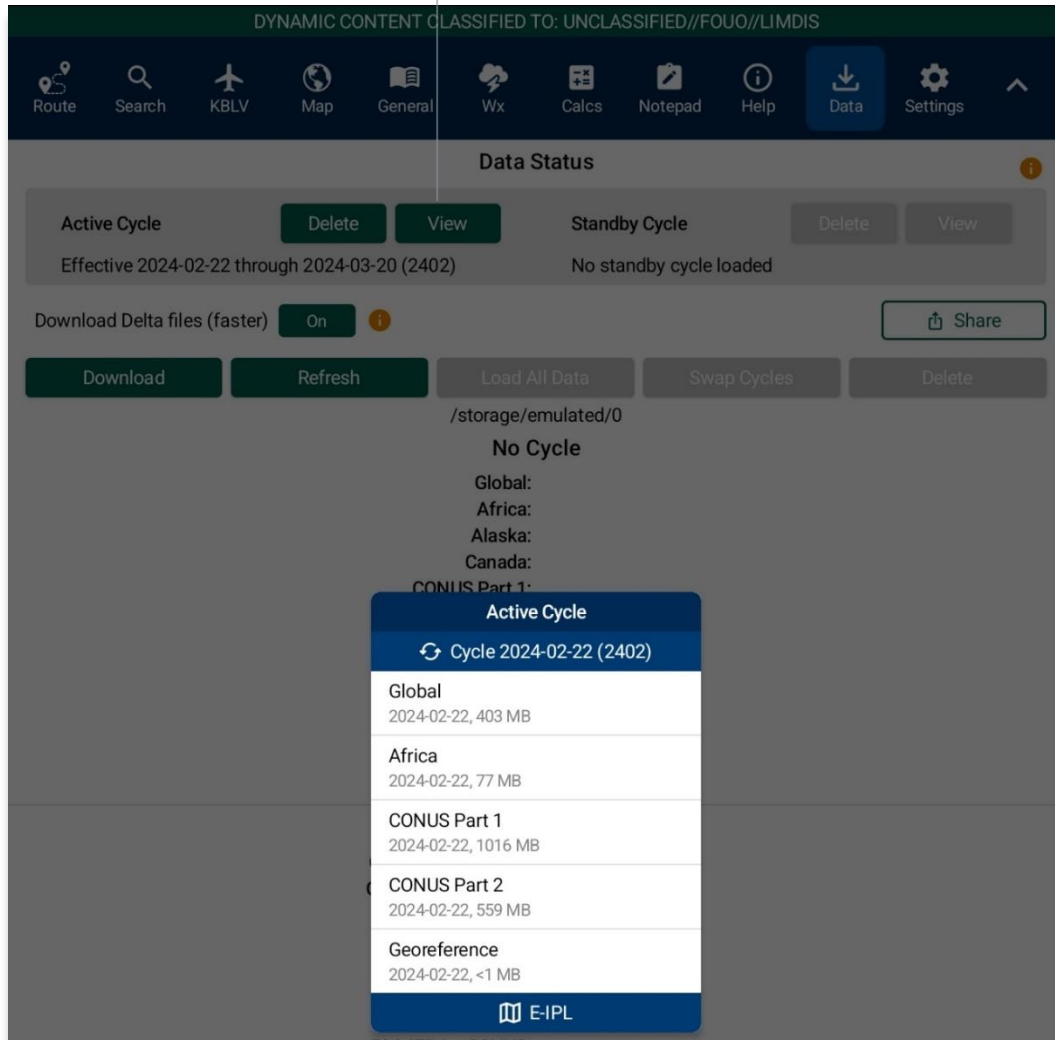 DYNAMIC CONTENT CLASSIFIED TO: UNCLASSIFIED//FOUO//LIMDIS
Route Search KBLV Map General Wx Calcs Notepad Help Data Settings
Data Status
Active Cycle Delete View Standby Cycle Delete View
Effective 2024-02-22 through 2024-03-20 (2402) No standby cycle loaded
Download Delta files (faster) On Share
Download Refresh Load All Data Swap Cycles Delete
/storage/emulated/0
No Cycle
Global:
Africa:
Alaska:
Canada:
CONUS Part 1:
Active Cycle
Cycle 2024-02-22 (2402)
Global
2024-02-22, 403 MB
Africa
2024-02-22, 77 MB
CONUS Part 1
2024-02-22, 1016 MB
CONUS Part 2
2024-02-22, 559 MB
Georeference
2024-02-22, <1 MB
E-IPL